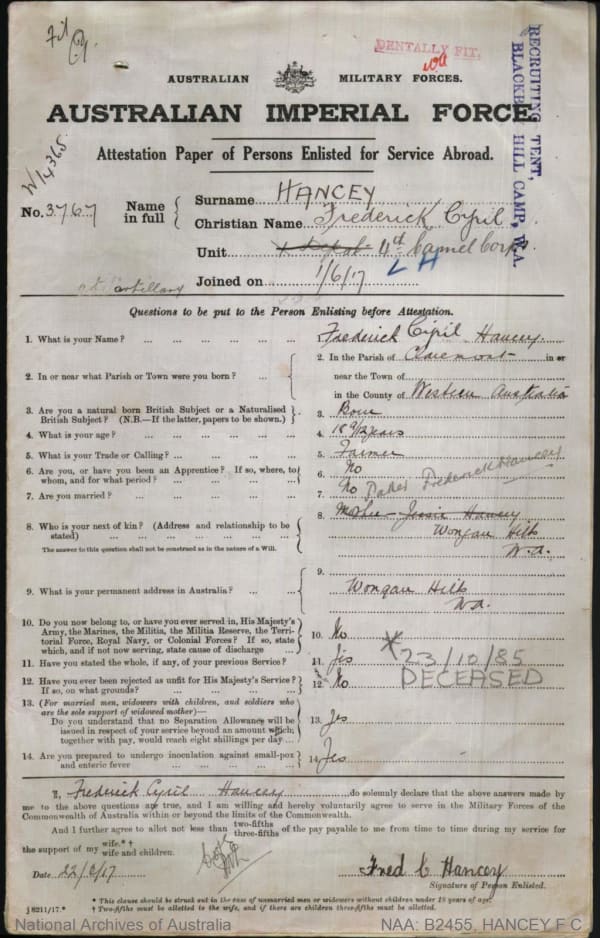 DENTALLY FIT.
RECRUITING TENT,
BLACKBOY HILL CAMP, W.A.
AUSTRALIAN MILITARY FORCES.
AUSTRALIAN IMPERIAL FORCE
Attestation Paper of Persons Enlisted for Service Abroad.
W14365
No. 3767
Name in full
Surname HANCEY
Christian Name Frederick Cyril
Unit 4th Camel Corps
L H
Joined on 1/6/17
artillary
Questions to be put to the Person Enlisting before Attestation.
1. What is your Name? Frederick Cyril Hancey
2. In or near what Parish or Town were you born? 2. In the Parish of Claremont in or
near the Town of
in the County of Western Australia
3. Are you a natural born British Subject or a Naturalised British Subject? (N.B.—If the latter, papers to be shown.) 3. Born
4. What is your age? 4. 18 9/12 years
5. What is your Trade or Calling? 5. Farmer
6. Are you, or have you been an Apprentice? If so, where, to whom, and for what period? 6. No
7. Are you married? 7. No
Frederick Hancey
8. Who is your next of kin? (Address and relationship to be stated) 8. Mother - Jessie Hancey
Wongan Hills
W.A.
The answer to this question shall not be construed as in the nature of a Will.
9. What is your permanent address in Australia? 9. Wongan Hills
W.A.
10. Do you now belong to, or have you ever served in, His Majesty's Army, the Marines, the Militia, the Militia Reserve, the Territorial Force, Royal Navy, or Colonial Forces? If so, state which, and if not now serving, state cause of discharge 10. No
11. Have you stated the whole, if any, of your previous Service? 11. Yes
23/10/85
DECEASED
12. Have you ever been rejected as unfit for His Majesty's Service? If so, on what grounds? 12. No
13. (For married men, widowers with children, and soldiers who are the sole support of widowed mother)—
Do you understand that no Separation Allowance will be issued in respect of your service beyond an amount which, together with pay, would reach eight shillings per day 13. Yes
14. Are you prepared to undergo inoculation against small-pox and enteric fever 14. Yes
I, Frederick Cyril Hancey do solemnly declare that the above answers made by
me to the above questions are true, and I am willing and hereby voluntarily agree to serve in the Military Forces of the
Commonwealth of Australia within or beyond the limits of the Commonwealth.
And I further agree to allot not less than two-fifths three-fifths of the pay payable to me from time to time during my service for
the support of my wife.*† wife and children.
Fred C Hancey
Signature of Person Enlisted.
j 8211/17.*
* This clause should be struck out in the case of unmarried men or widowers without children under 18 years of age.
† Two-fifths must be allotted to the wife, and if there are children three-fifths must be allotted.
National Archives of Australia
NAA: B2455, HANCEY F C